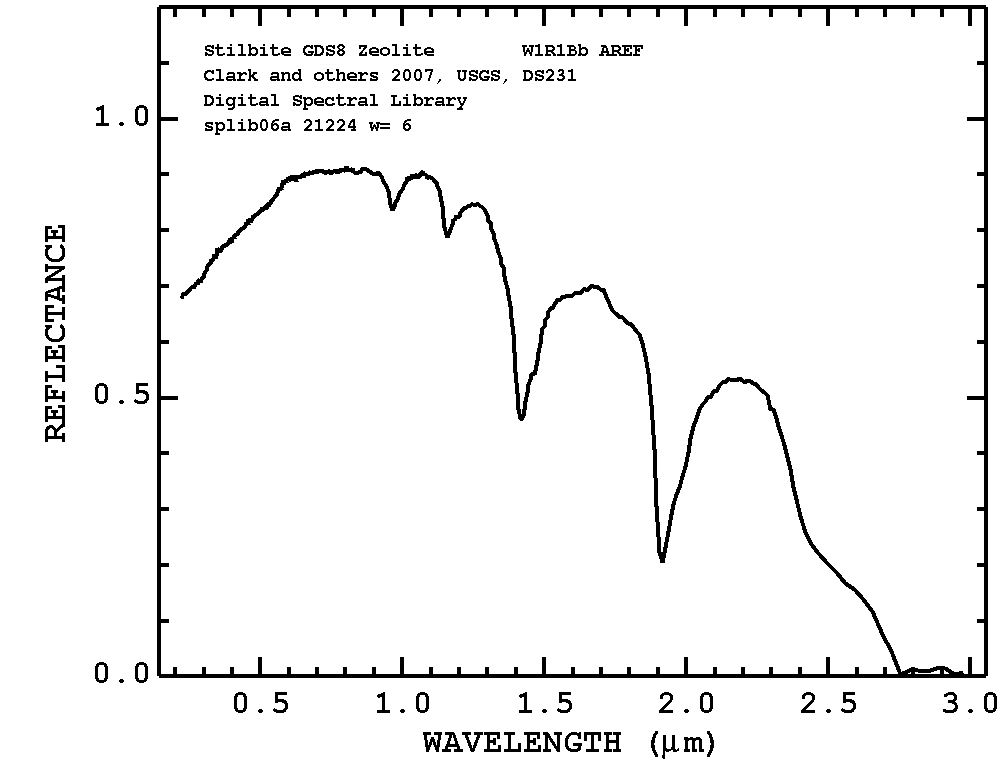 Stilbite GDS8 Zeolite W1R1Bb AREF
Clark and others 2007, USGS, DS231
Digital Spectral Library
splib06a 21224 w= 6
1.0
0.5
0.0
REFLECTANCE
0.5 1.0 1.5 2.0 2.5 3.0
WAVELENGTH (μm)